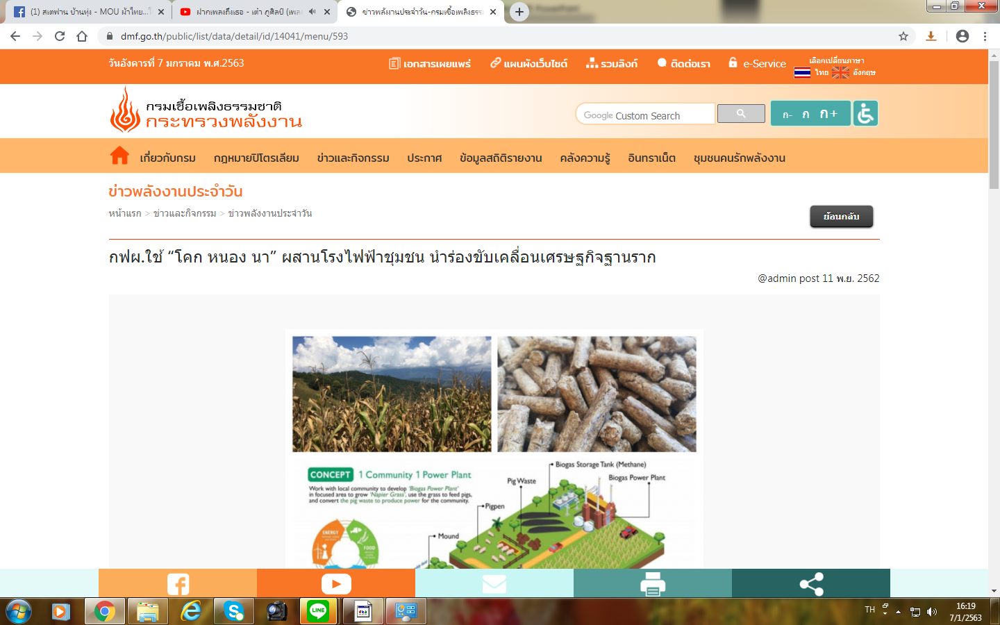 (1) สเตฟาน บ้านทุ่ง - MOU ผ้าไทย...
ฝากเพลงถึงเธอ - เต๋า ภูศิลป์ (เพลง
ข่าวพลังงานประจำวัน-กรมเชื้อเพลิงธรรม
dmf.go.th/public/list/data/detail/id/14041/menu/593
วันอังคารที่ 7 มกราคม พ.ศ.2563
เอกสารเผยแพร่
แผนผังเว็บไซต์
รวมลิงก์
ติดต่อเรา
e-Service
เลือกเปลี่ยนภาษา
ไทย
อังกฤษ
กรมเชื้อเพลิงธรรมชาติ
กระทรวงพลังงาน
Google Custom Search
ก- ก ก+
เกี่ยวกับกรม
กฎหมายปิโตรเลียม
ข่าวและกิจกรรม
ประกาศ
ข้อมูลสถิติรายงาน
คลังความรู้
อินทราเน็ต
ชุมชนคนรักพลังงาน
ข่าวพลังงานประจำวัน
หน้าแรก > ข่าวและกิจกรรม > ข่าวพลังงานประจำวัน
ย้อนกลับ
กฟผ.ใช้ “โคก หนอง นา” ผสานโรงไฟฟ้าชุมชน นำร่องขับเคลื่อนเศรษฐกิจฐานราก
@admin post 11 พ.ย. 2562
CONCEPT 1 Community 1 Power Plant
Work with local community to develop 'Biogas Power Plant'
in focused area to grow 'Napier Grass', use the grass to feed pigs,
and convert the pig waste to produce power for the community.
Biogas Storage Tank (Methane)
Pig Waste
Biogas Power Plant
Pigpen
Mound
ENERGY
FOOD
LINE
TH
16:19
7/1/2563